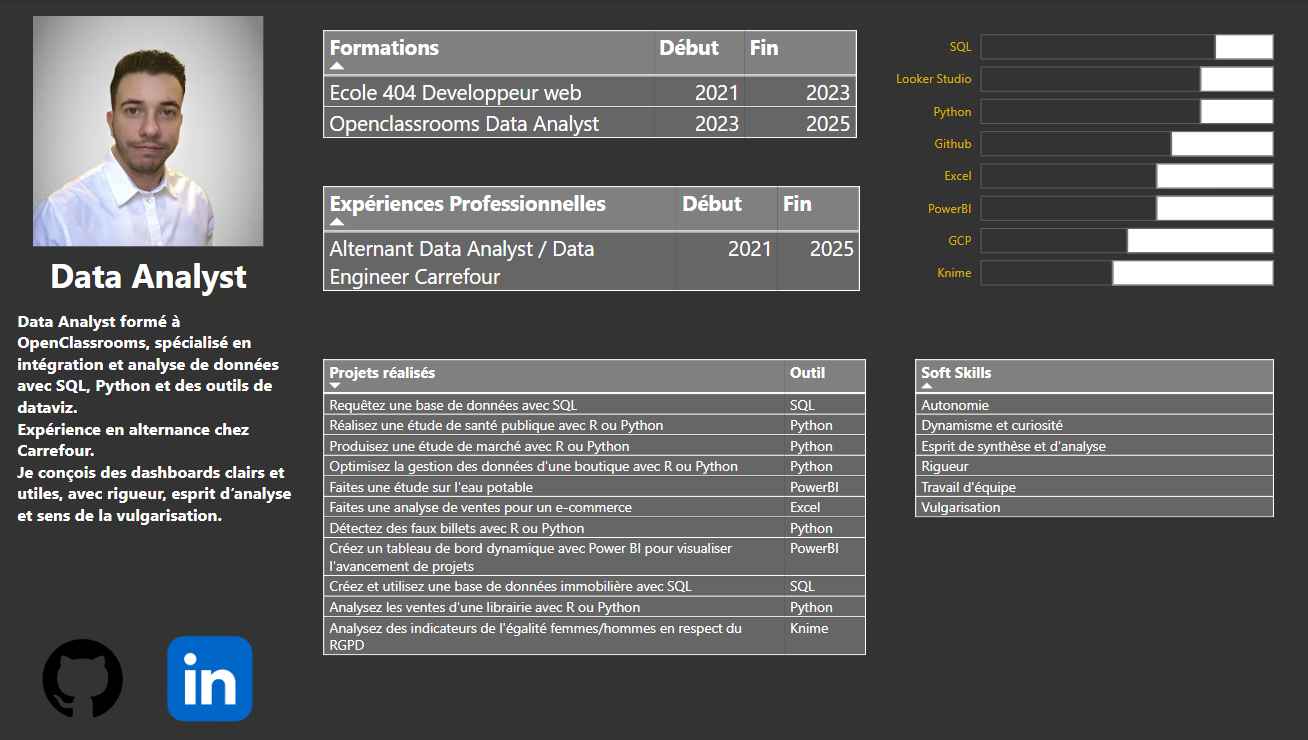 Data Analyst
Data Analyst formé à
OpenClassrooms, spécialisé en
intégration et analyse de données
avec SQL, Python et des outils de
dataviz.
Expérience en alternance chez
Carrefour.
Je conçois des dashboards clairs et
utiles, avec rigueur, esprit d’analyse
et sens de la vulgarisation.
in
Formations Début Fin
Ecole 404 Developpeur web 2021 2023
Openclassrooms Data Analyst 2023 2025
Expériences Professionnelles Début Fin
Alternant Data Analyst / Data 2021 2025
Engineer Carrefour
Projets réalisés Outil
Requêtez une base de données avec SQL SQL
Réalisez une étude de santé publique avec R ou Python Python
Produisez une étude de marché avec R ou Python Python
Optimisez la gestion des données d'une boutique avec R ou Python Python
Faites une étude sur l'eau potable PowerBI
Faites une analyse de ventes pour un e-commerce Excel
Détectez des faux billets avec R ou Python Python
Créez un tableau de bord dynamique avec Power BI pour visualiser PowerBI
l'avancement de projets
Créez et utilisez une base de données immobilière avec SQL SQL
Analysez les ventes d'une librairie avec R ou Python Python
Analysez des indicateurs de l'égalité femmes/hommes en respect du Knime
RGPD
SQL
Looker Studio
Python
Github
Excel
PowerBI
GCP
Knime
Soft Skills
Autonomie
Dynamisme et curiosité
Esprit de synthèse et d'analyse
Rigueur
Travail d'équipe
Vulgarisation